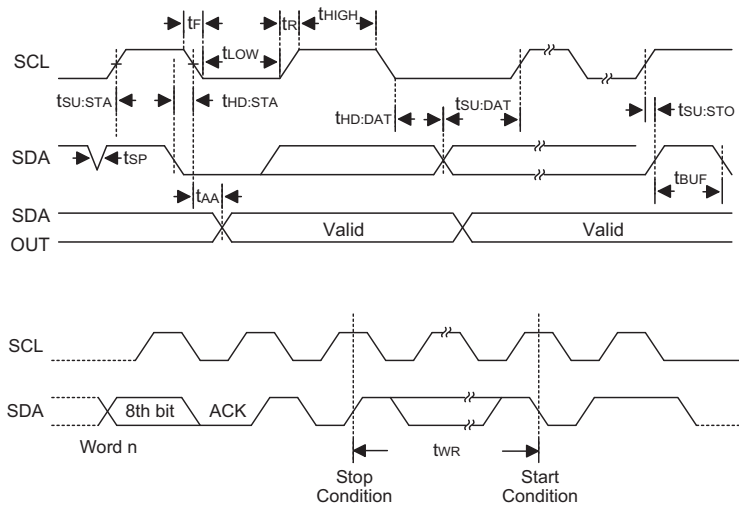 tF tR tHIGH
SCL tLOW
tSU:STA tHD:STA tHD:DAT tSU:DAT tSU:STO
SDA tSP tBUF
tAA
SDA
OUT Valid Valid
SCL
SDA 8th bit ACK
Word n tWR
Stop Start
Condition Condition